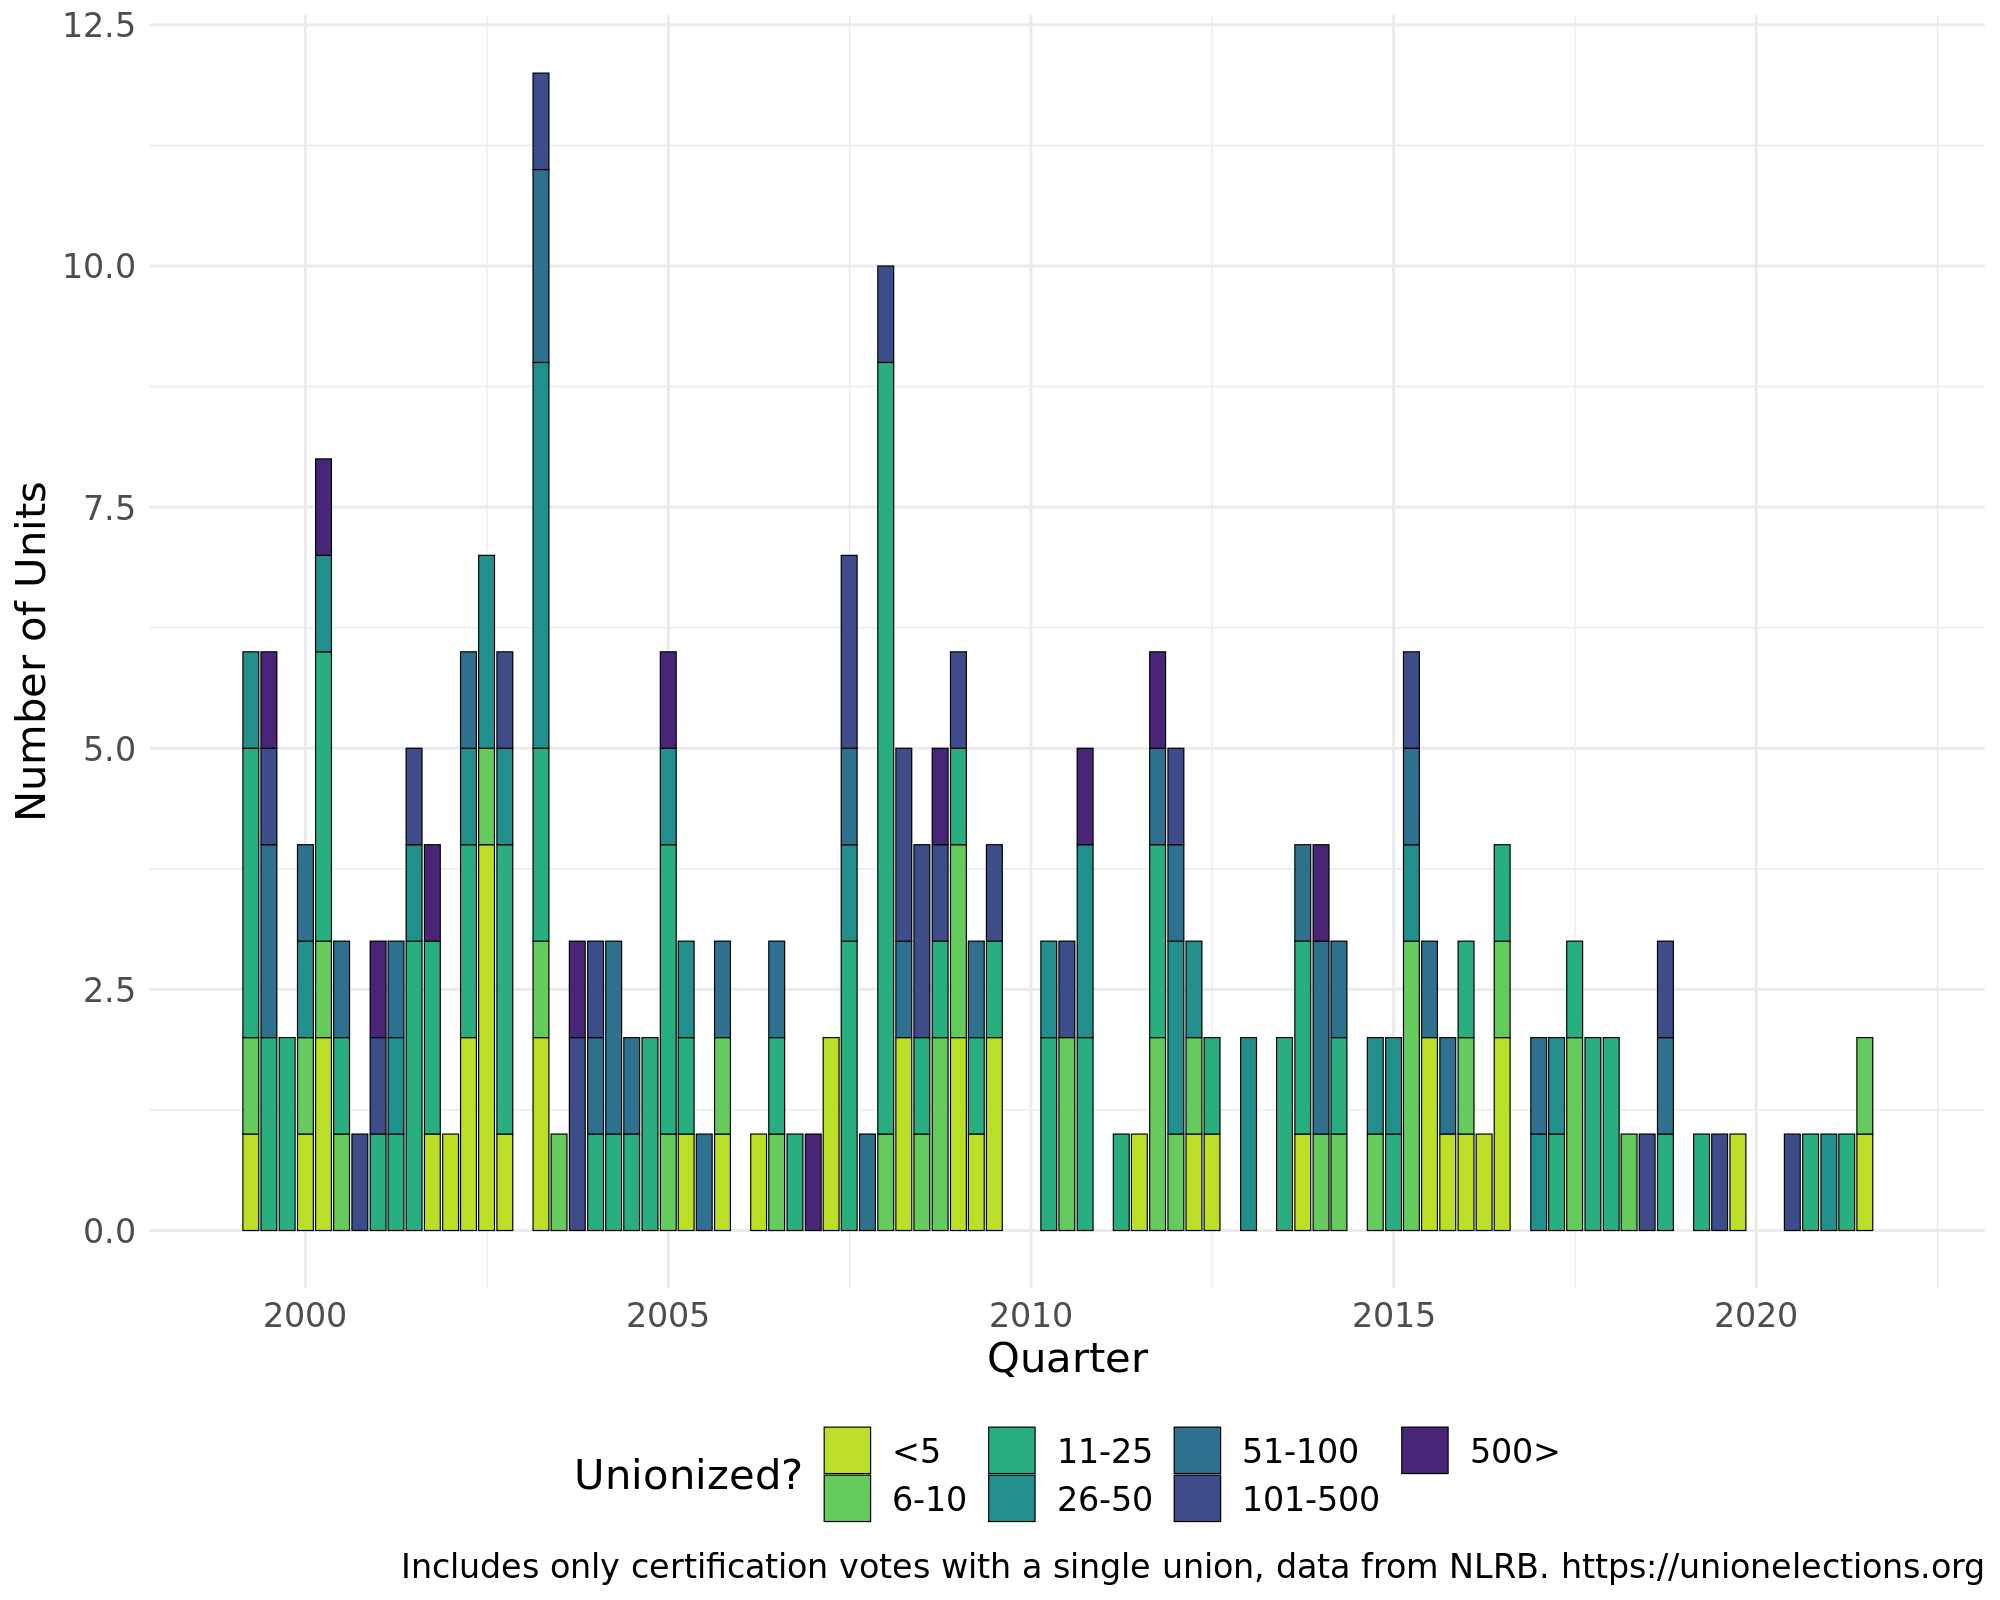 12.5
10.0
7.5
5.0
2.5
0.0
Number of Units
2000 2005 2010 2015 2020
Quarter
Unionized?
<5 11-25 51-100 500>
6-10 26-50 101-500
Includes only certification votes with a single union, data from NLRB. https://unionelections.org